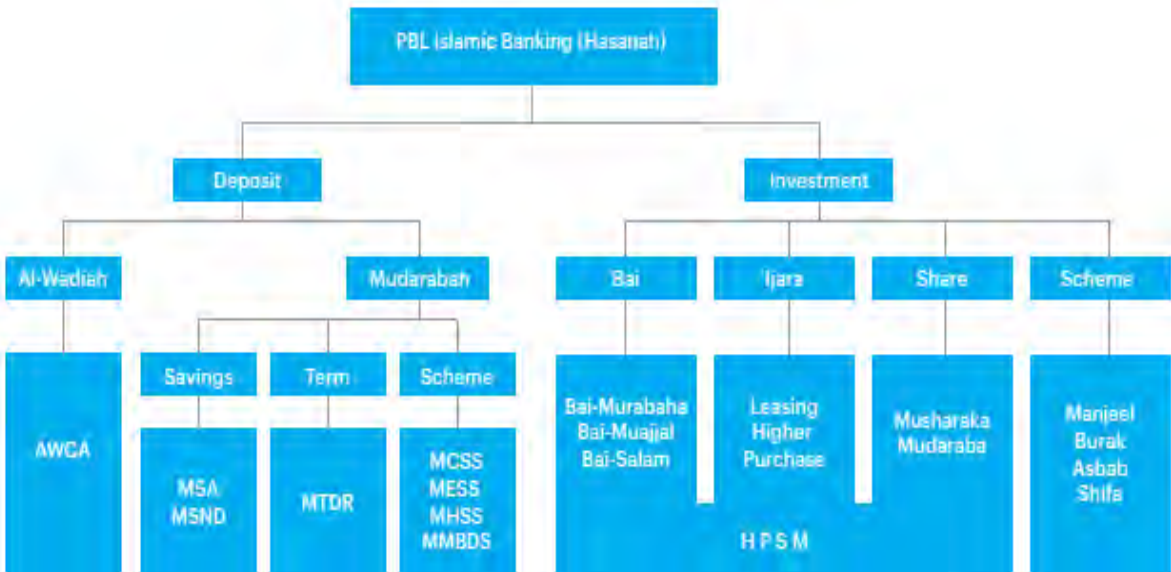 PBL Islamic Banking (Hasanah)
Deposit
Investment
Al-Wadiah
Mudarabah
Bai
Ijara
Share
Scheme
Savings
Term
Scheme
AWCA
MSA
MSND
MTDR
MCSS
MESS
MHSS
MMBDS
Bai-Murabaha
Bai-Muajjal
Bai-Salam
Leasing
Higher
Purchase
Musharaka
Mudaraba
Manjeel
Burak
Asbab
Shifa
H P S M